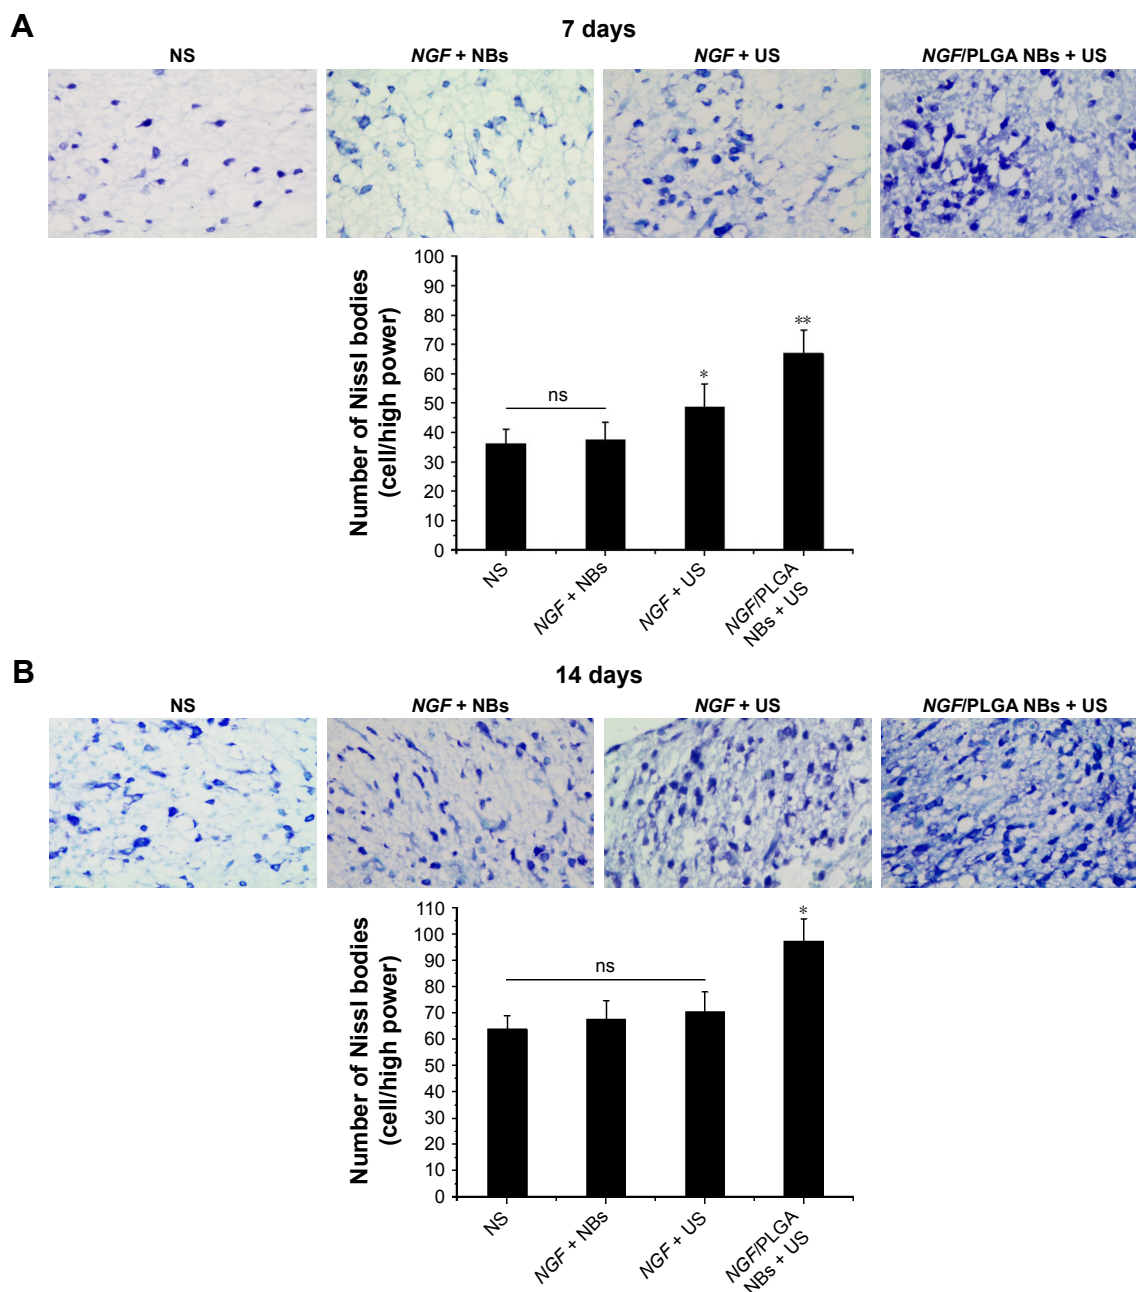 A
7 days
NS
NGF + NBs
NGF + US
NGF/PLGA NBs + US
Number of Nissl bodies
(cell/high power)
100
90
80
70
60
50
40
30
20
10
0
ns
*
**
NS
NGF + NBs
NGF + US
NGF/PLGA
NBs + US
B
14 days
NS
NGF + NBs
NGF + US
NGF/PLGA NBs + US
Number of Nissl bodies
(cell/high power)
110
100
90
80
70
60
50
40
30
20
10
0
ns
*
NS
NGF + NBs
NGF + US
NGF/PLGA
NBs + US